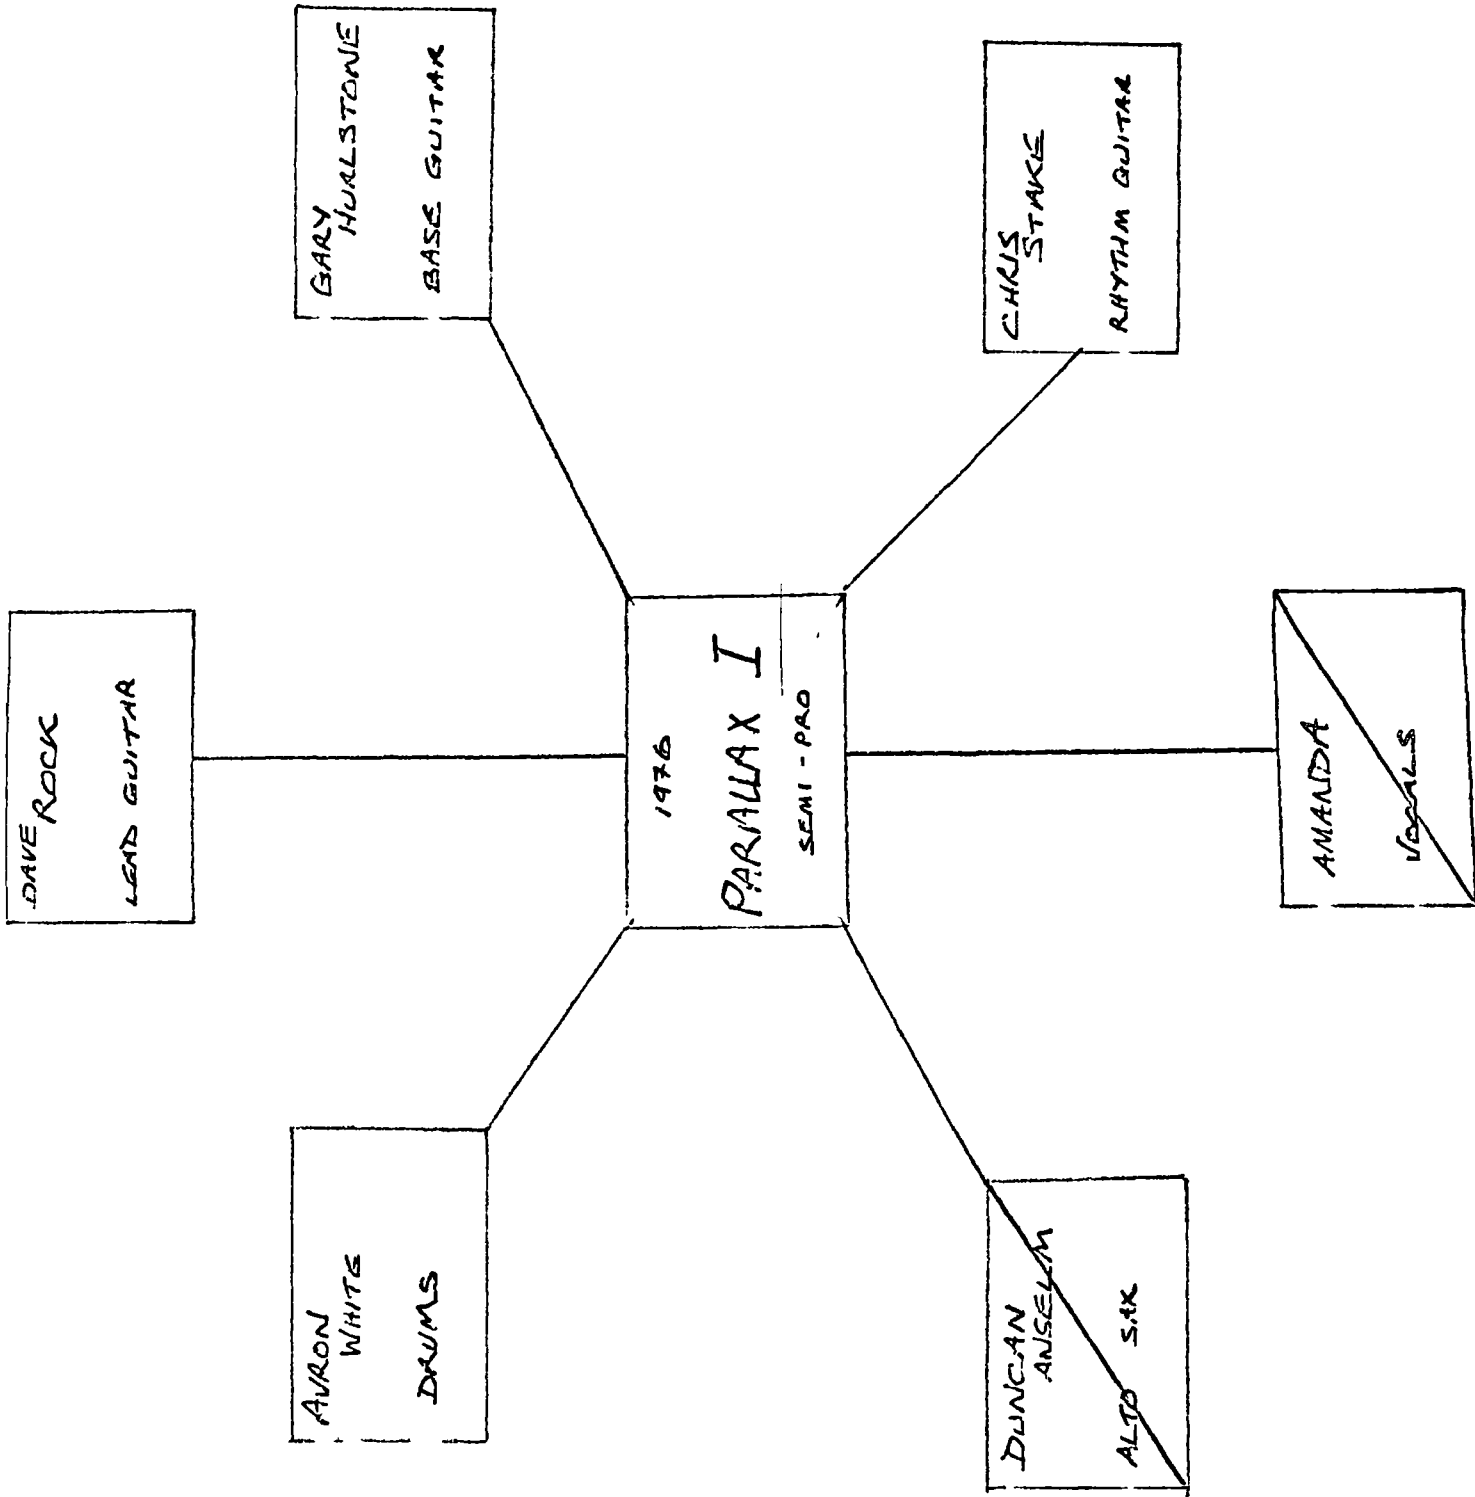 DAVE
ROCK
LEAD GUITAR
GARY
HURLSTONE
BASE GUITAR
CHRIS
STAKE
RHYTHM GUITAR
AMANDA
VOCALS
DUNCAN
ANSELM
ALTO SAX
AVRON
WHITE
DRUMS
1976
PARALLAX I
SEMI - PRO